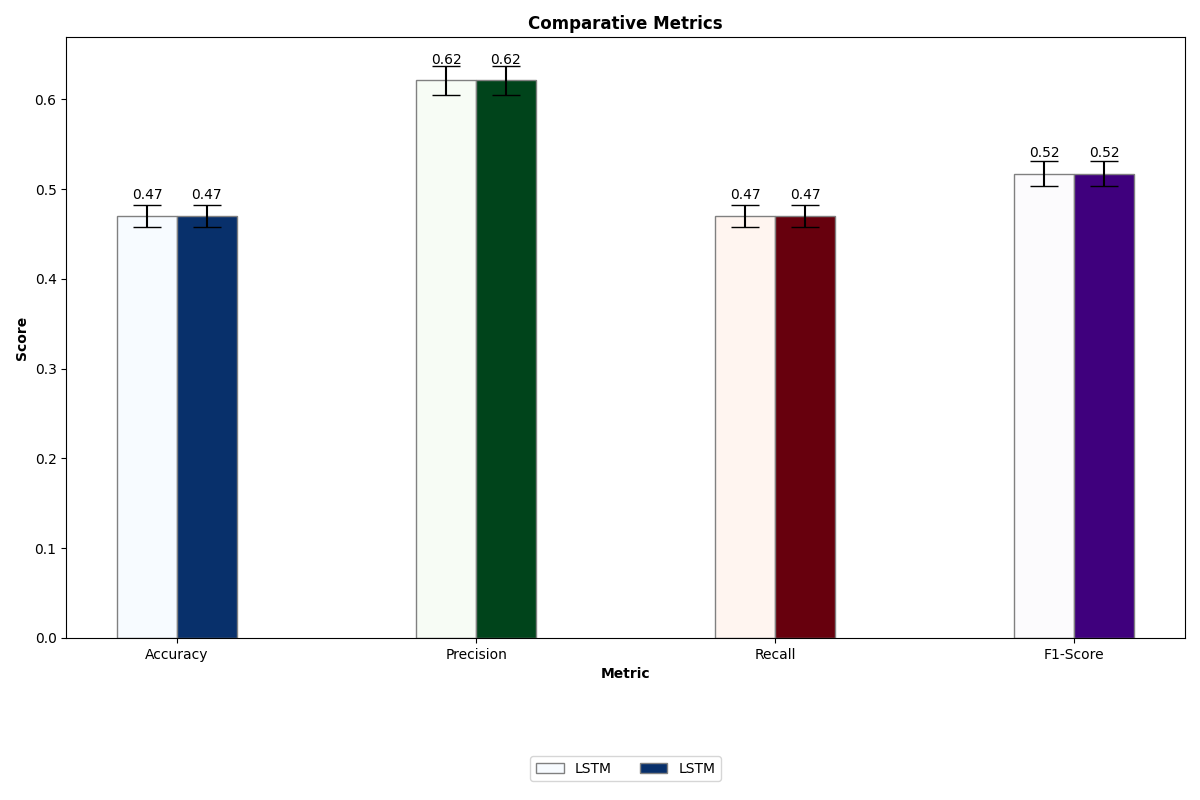 Comparative Metrics
0.62 0.62
0.6
0.52 0.52
0.47 0.47
0.47 0.47
0.5
0.4
Score
0.3
0.2
0.1
0.0
Accuracy Precision Recall F1-Score
Metric
LSTM LSTM